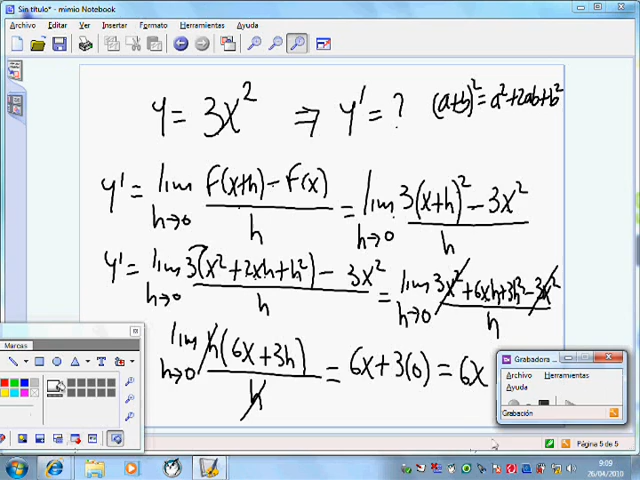 Sin título* - mimio Notebook
Archivo Editar Ver Insertar Formato Herramientas Ayuda
y = 3x² ⇒ y' = ? (a+b)² = a²+2ab+b²
y' = lim h→0 F(x+h) - F(x) / h = lim h→0 3(x+h)² - 3x² / h
y' = lim h→0 3(x²+2xh+h²) - 3x² / h = lim h→0 3x²+6xh+3h²-3x² / h
lim h→0 h(6x+3h) / h = 6x+3(0) = 6x
Marcas
Grabadora
Archivo Herramientas
Ayuda
Grabación
Página 5 de 5
9:09
26/04/2010